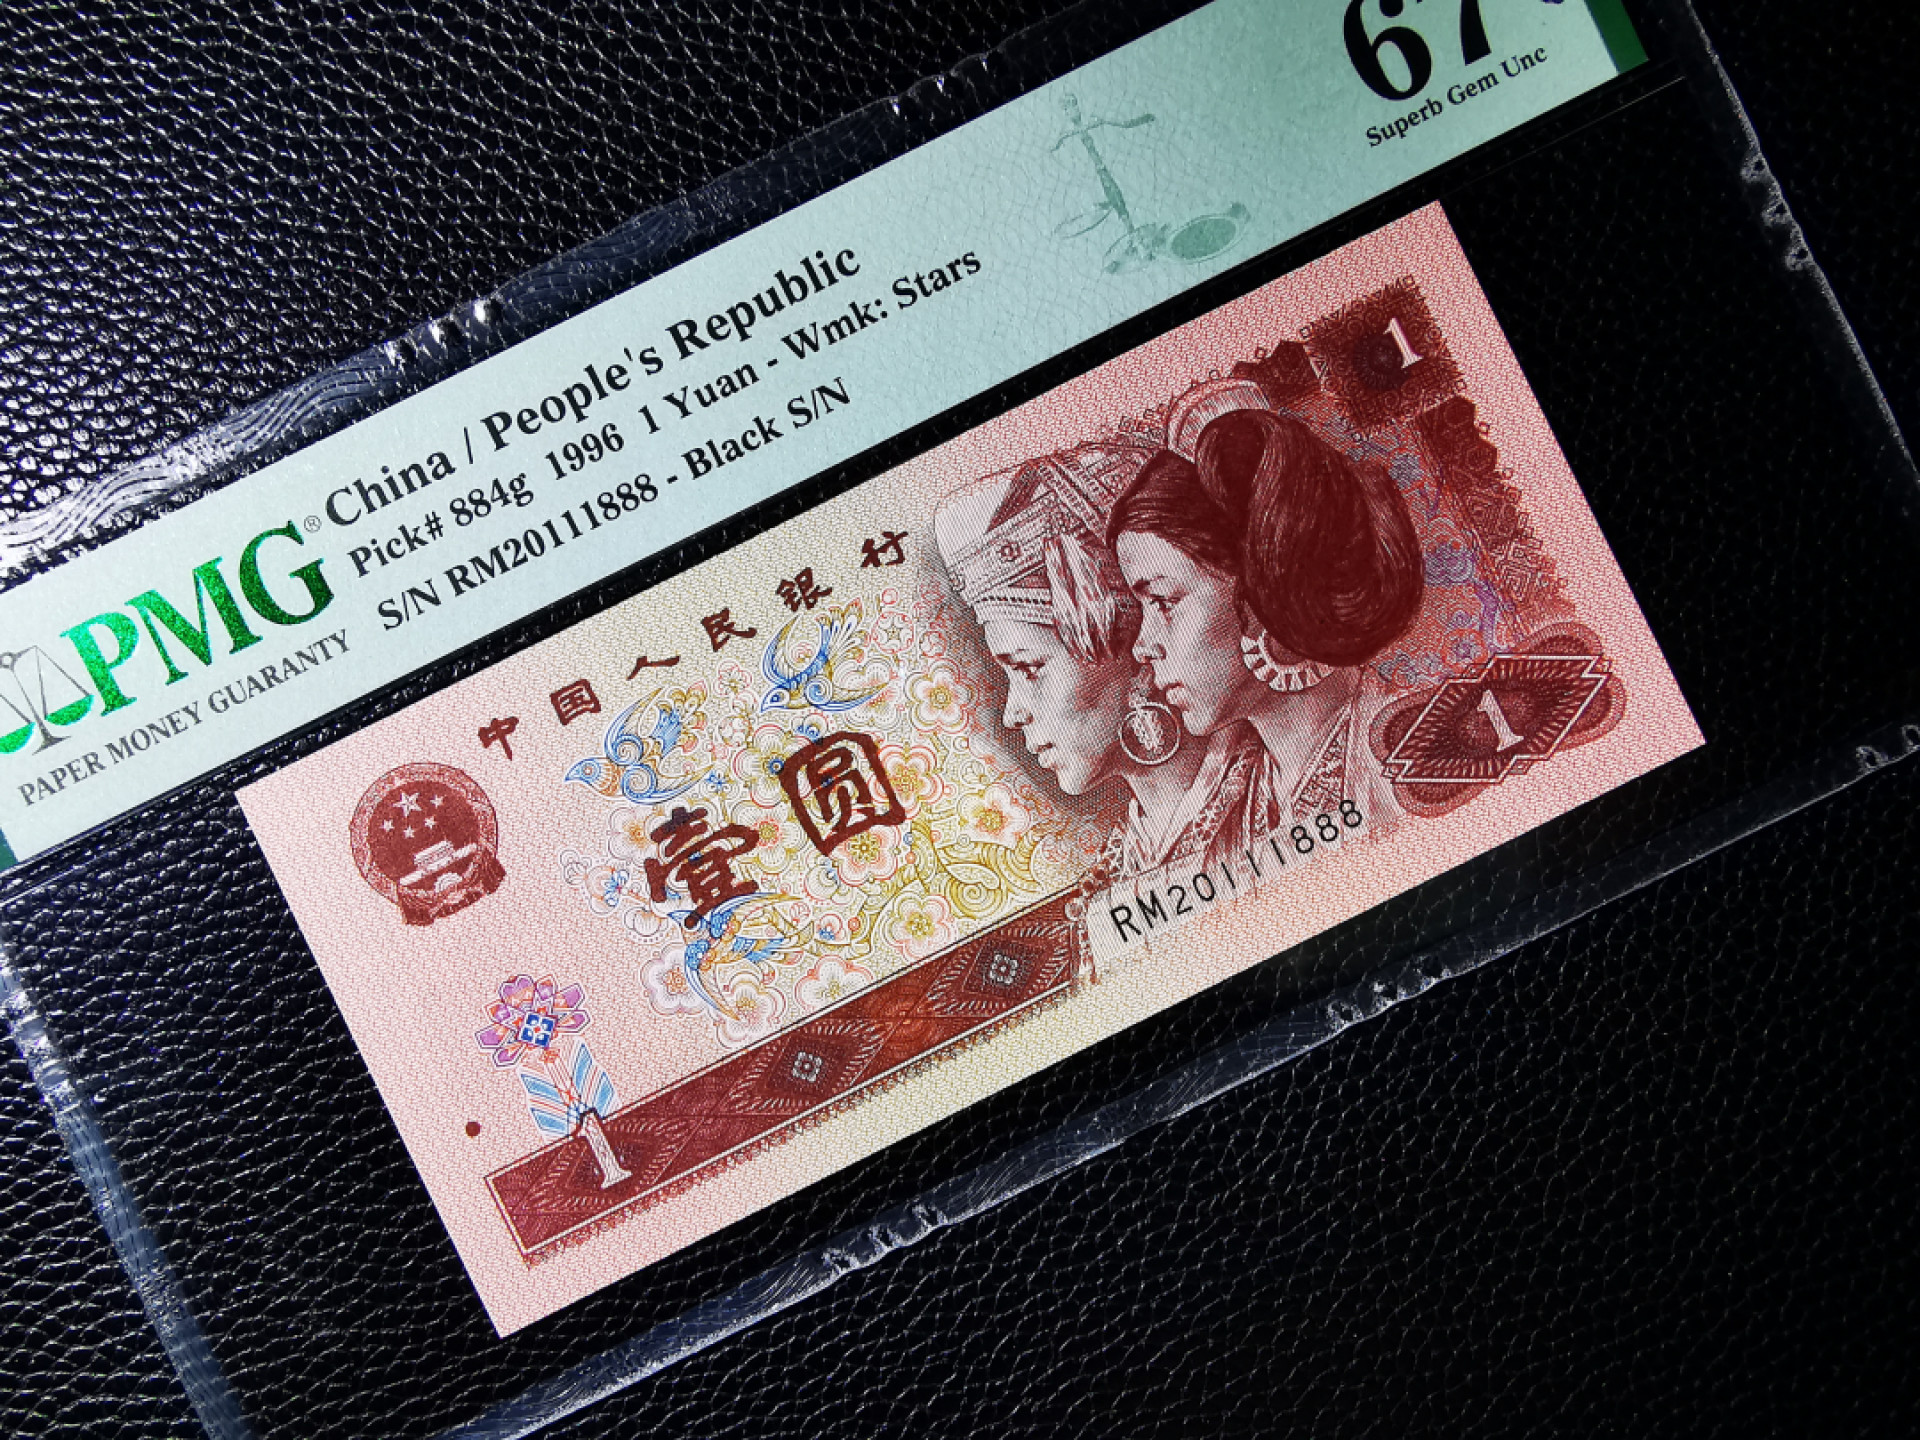 67
Superb Gem Unc
China / People's Republic
Pick# 884g 1996 1 Yuan - Wmk: Stars
S/N RM20111888 - Black S/N
PMG®
PAPER MONEY GUARANTY
中国人民银行
壹圆
1
1
RM20111888
1